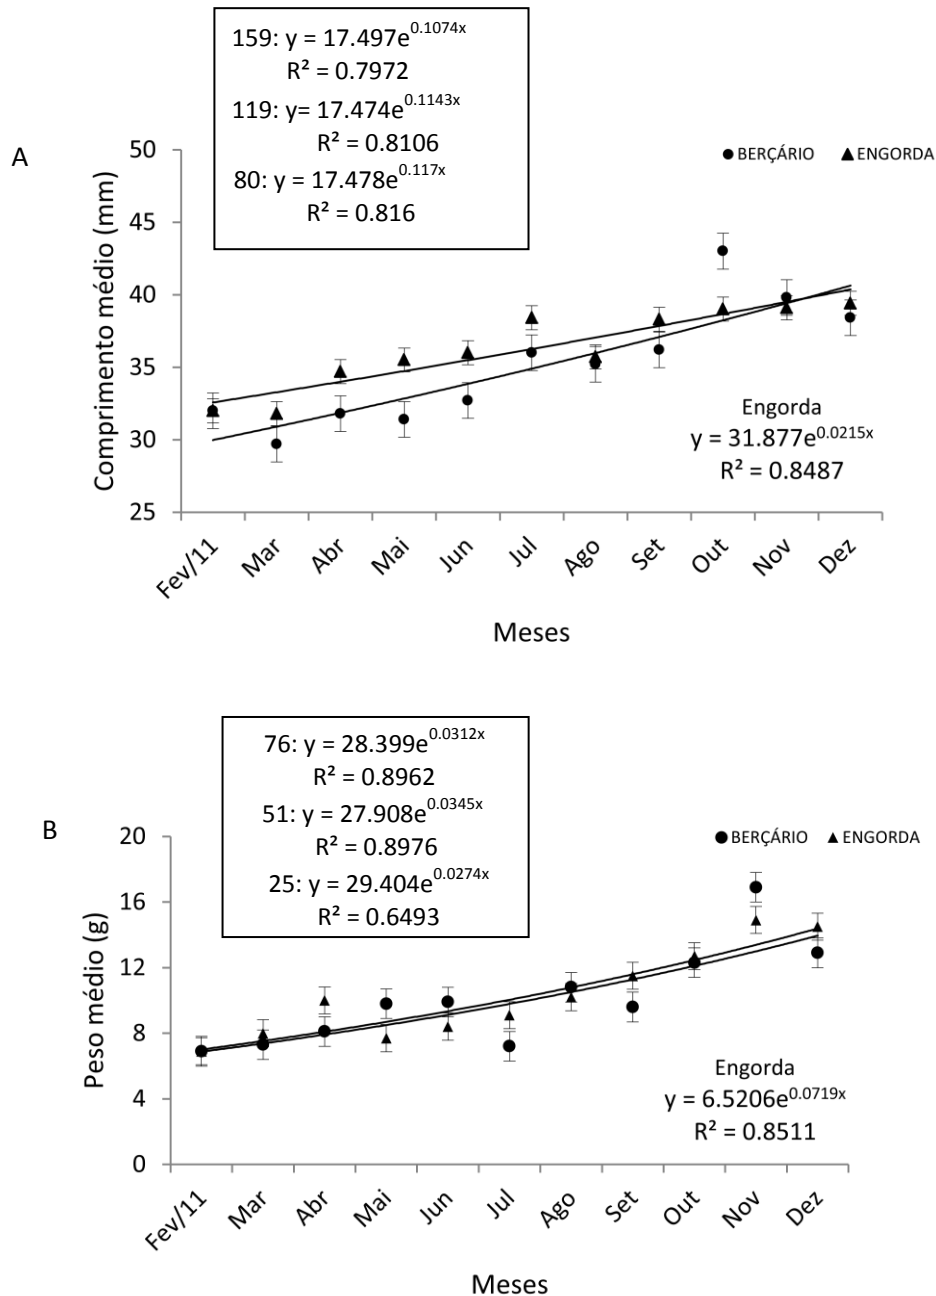 159: y = 17.497e^0.1074x
R² = 0.7972
119: y= 17.474e^0.1143x
R² = 0.8106
80: y = 17.478e^0.117x
R² = 0.816
A
● BERÇÁRIO ▲ ENGORDA
Comprimento médio (mm)
50
45
40
35
30
25
Engorda
y = 31.877e^0.0215x
R² = 0.8487
Fev/11 Mar Abr Mai Jun Jul Ago Set Out Nov Dez
Meses
76: y = 28.399e^0.0312x
R² = 0.8962
51: y = 27.908e^0.0345x
R² = 0.8976
25: y = 29.404e^0.0274x
R² = 0.6493
B
● BERÇÁRIO ▲ ENGORDA
Peso médio (g)
20
16
12
8
4
0
Engorda
y = 6.5206e^0.0719x
R² = 0.8511
Fev/11 Mar Abr Mai Jun Jul Ago Set Out Nov Dez
Meses